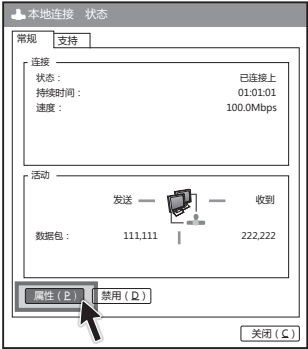 本地连接 状态
常规 支持
连接
状态： 已连接上
持续时间： 01:01:01
速度： 100.0Mbps
活动
发送 收到
数据包： 111,111 222,222
属性(P) 禁用(D)
关闭(C)